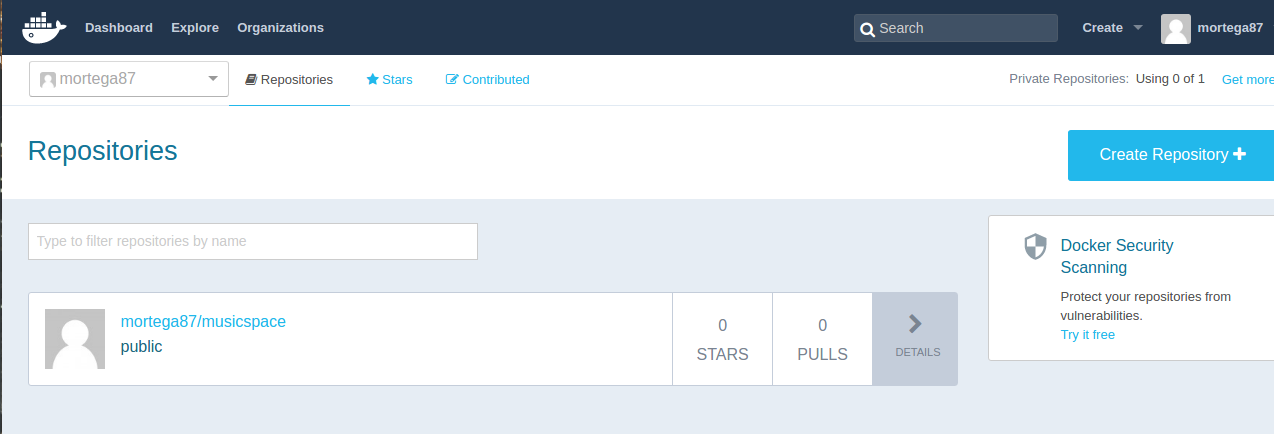 Dashboard Explore Organizations Search Create mortega87
mortega87 Repositories Stars Contributed Private Repositories: Using 0 of 1 Get more
Repositories
Create Repository
Type to filter repositories by name
Docker Security
Scanning
Protect your repositories from
vulnerabilities.
Try it free
mortega87/musicspace
public
0
STARS
0
PULLS
DETAILS